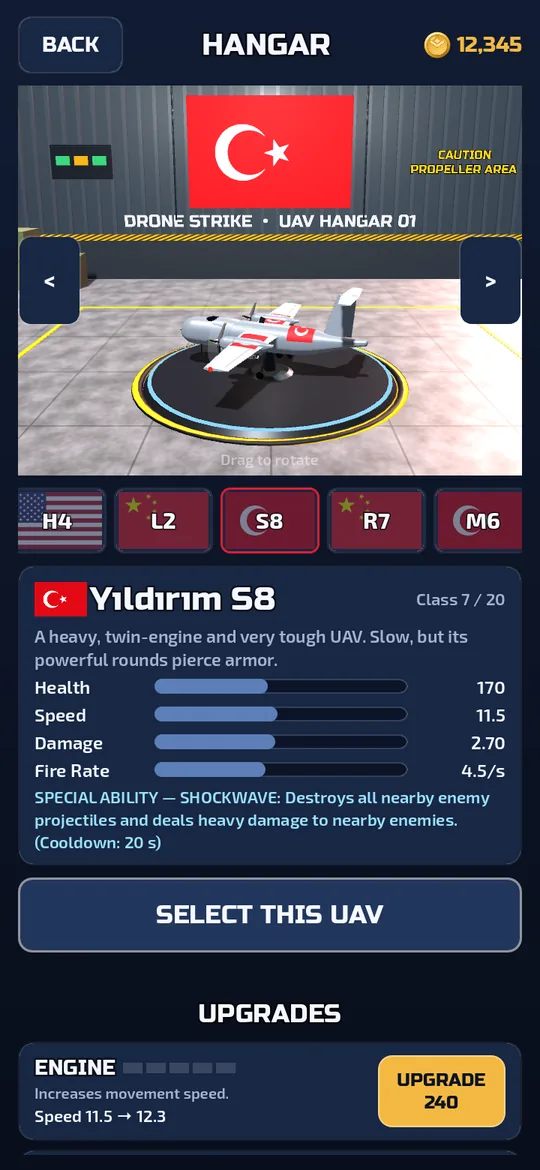 BACK
HANGAR
12,345
CAUTION
PROPELLER AREA
DRONE STRIKE • UAV HANGAR 01
<
>
Drag to rotate
H4
L2
S8
R7
M6
Yıldırım S8
Class 7 / 20
A heavy, twin-engine and very tough UAV. Slow, but its
powerful rounds pierce armor.
Health 170
Speed 11.5
Damage 2.70
Fire Rate 4.5/s
SPECIAL ABILITY — SHOCKWAVE: Destroys all nearby enemy
projectiles and deals heavy damage to nearby enemies.
(Cooldown: 20 s)
SELECT THIS UAV
UPGRADES
ENGINE
Increases movement speed.
Speed 11.5 → 12.3
UPGRADE
240